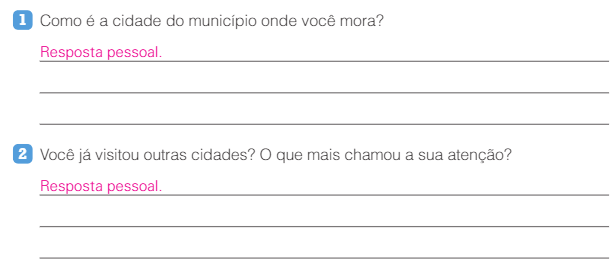 1 Como é a cidade do município onde você mora?
Resposta pessoal.
2 Você já visitou outras cidades? O que mais chamou a sua atenção?
Resposta pessoal.